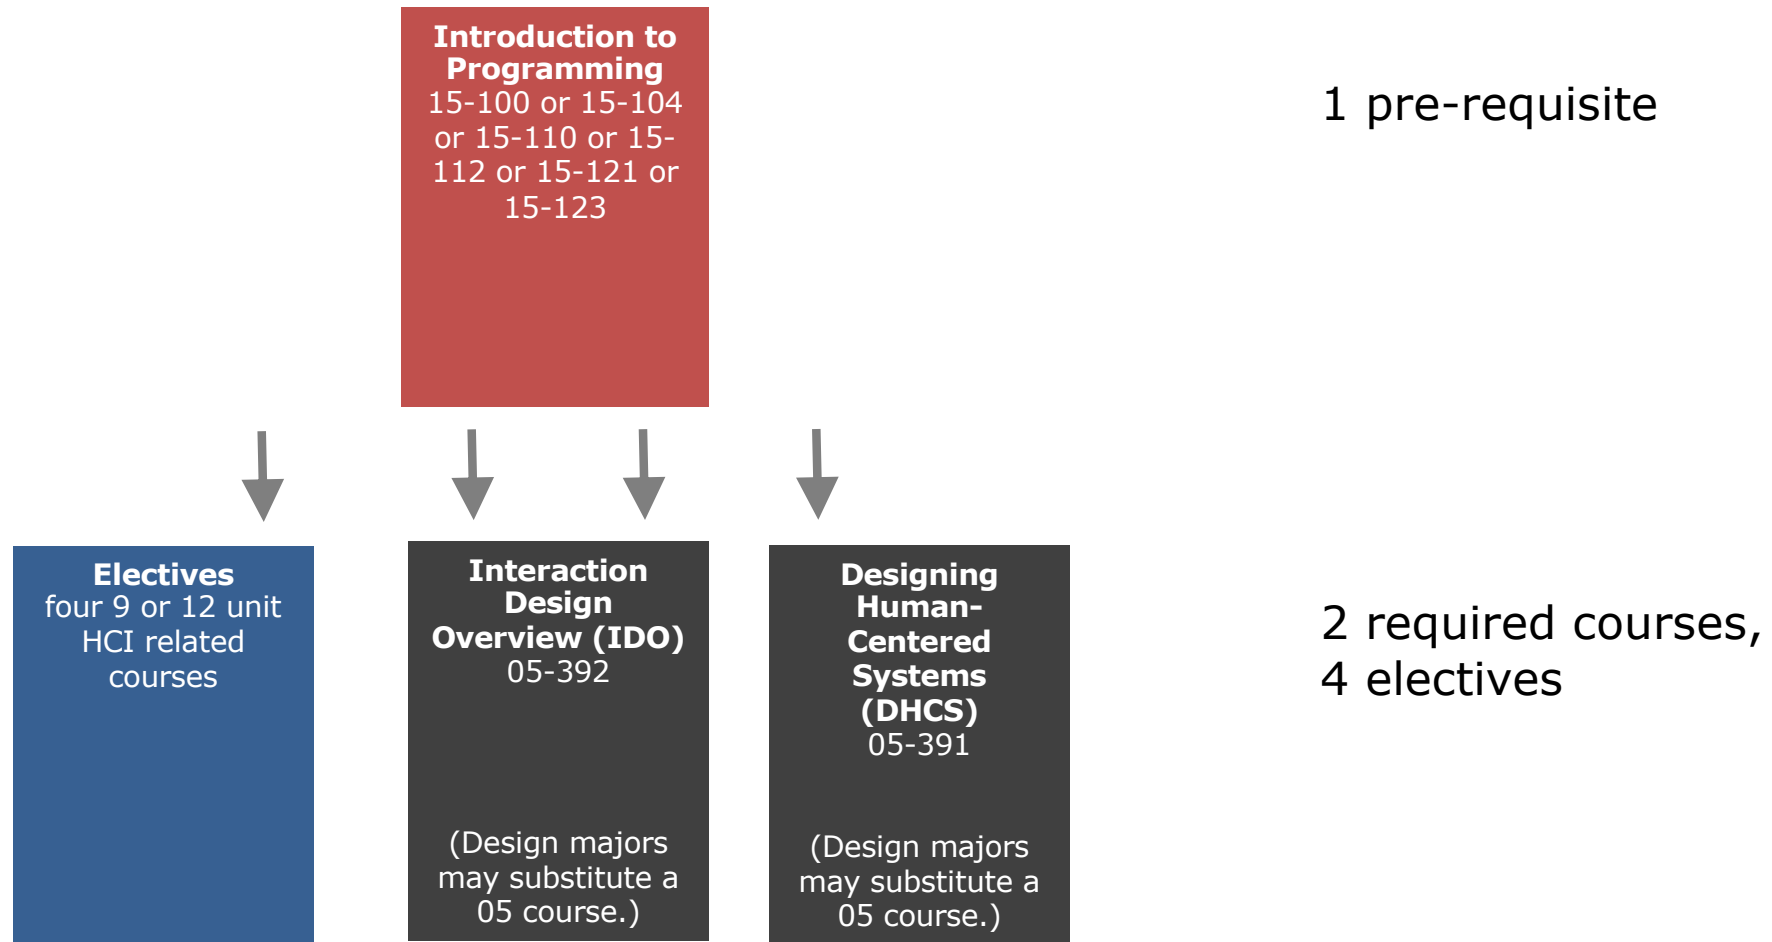 Introduction to
Programming
15-100 or 15-104
or 15-110 or 15-
112 or 15-121 or
15-123
1 pre-requisite
Electives
four 9 or 12 unit
HCI related
courses
Interaction
Design
Overview (IDO)
05-392
(Design majors
may substitute a
05 course.)
Designing
Human-
Centered
Systems
(DHCS)
05-391
(Design majors
may substitute a
05 course.)
2 required courses,
4 electives